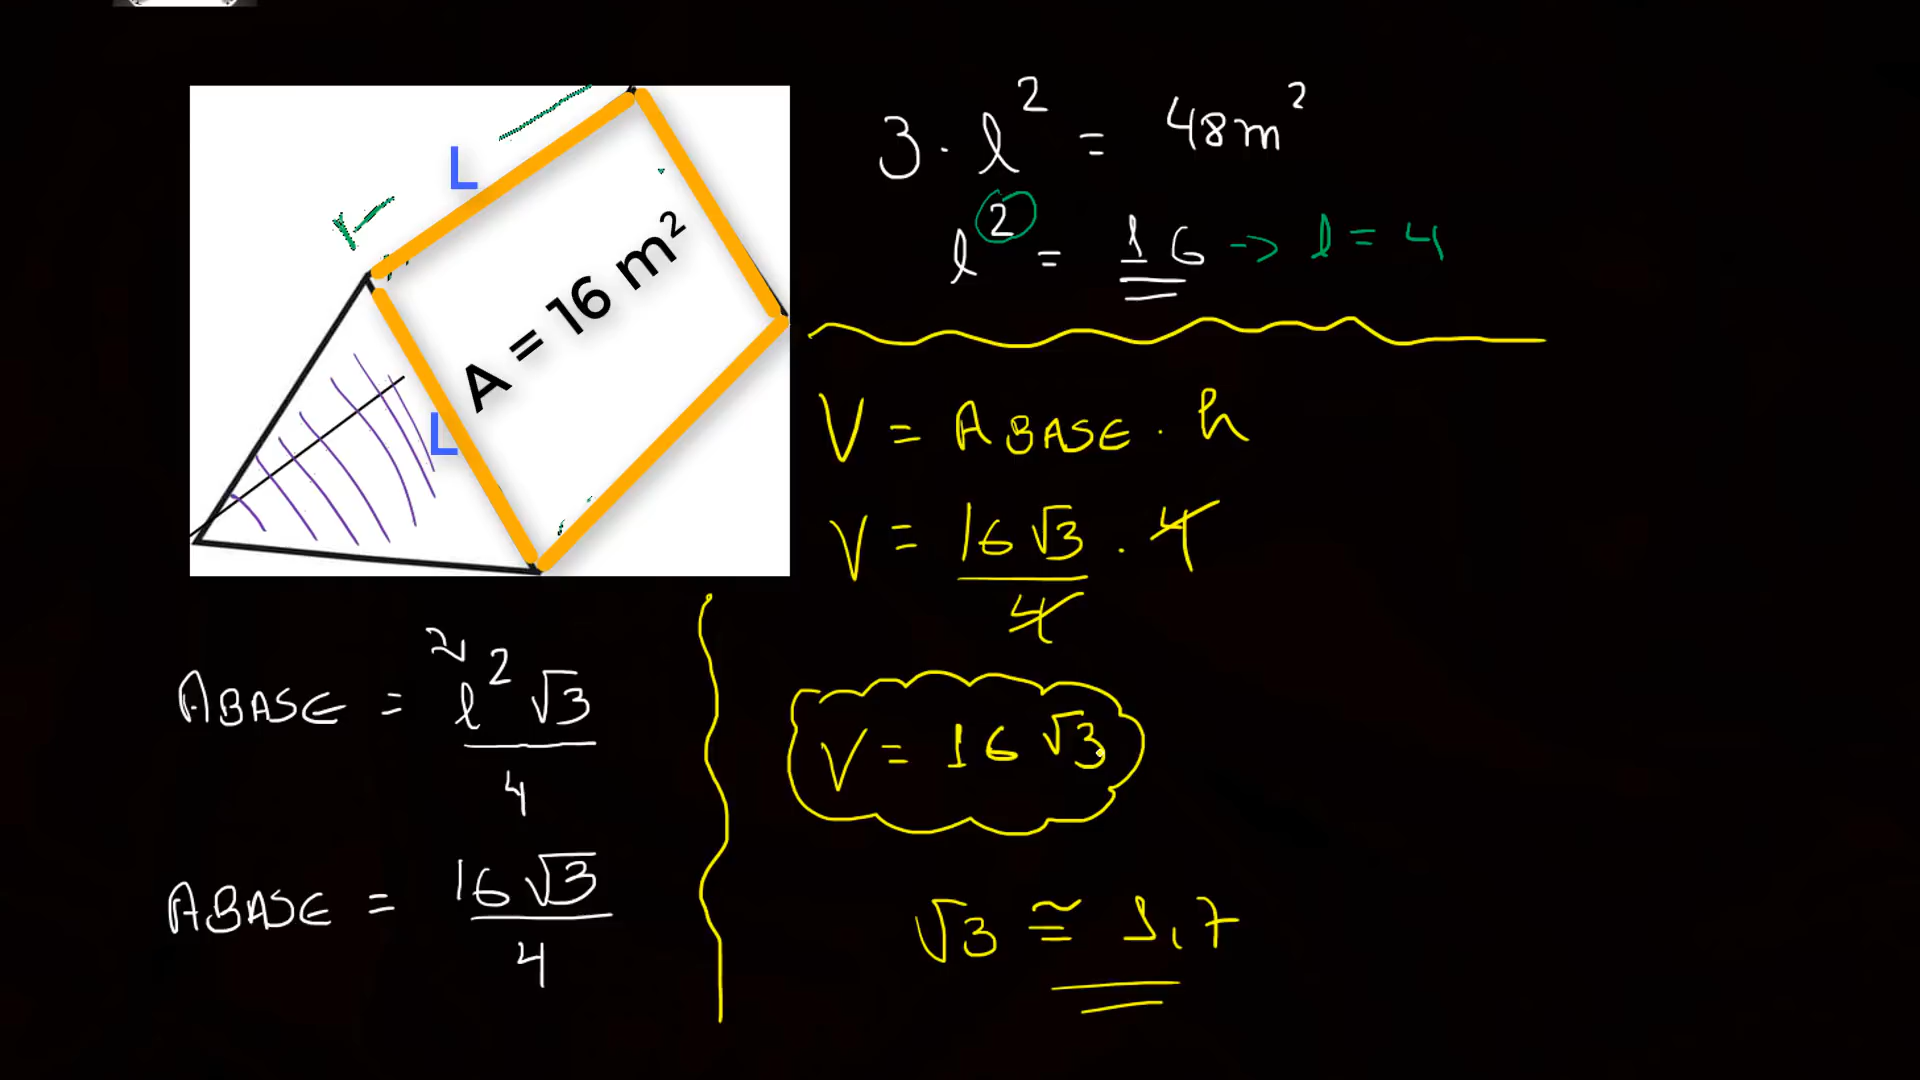 L
L
A = 16 m²
3 · l² = 48m²
l² = 16 -> l = 4
V = ABASE · h
V = 16√3/4 · 4
V = 16√3
√3 ≅ 1,7
ABASE = l²√3/4
ABASE = 16√3/4